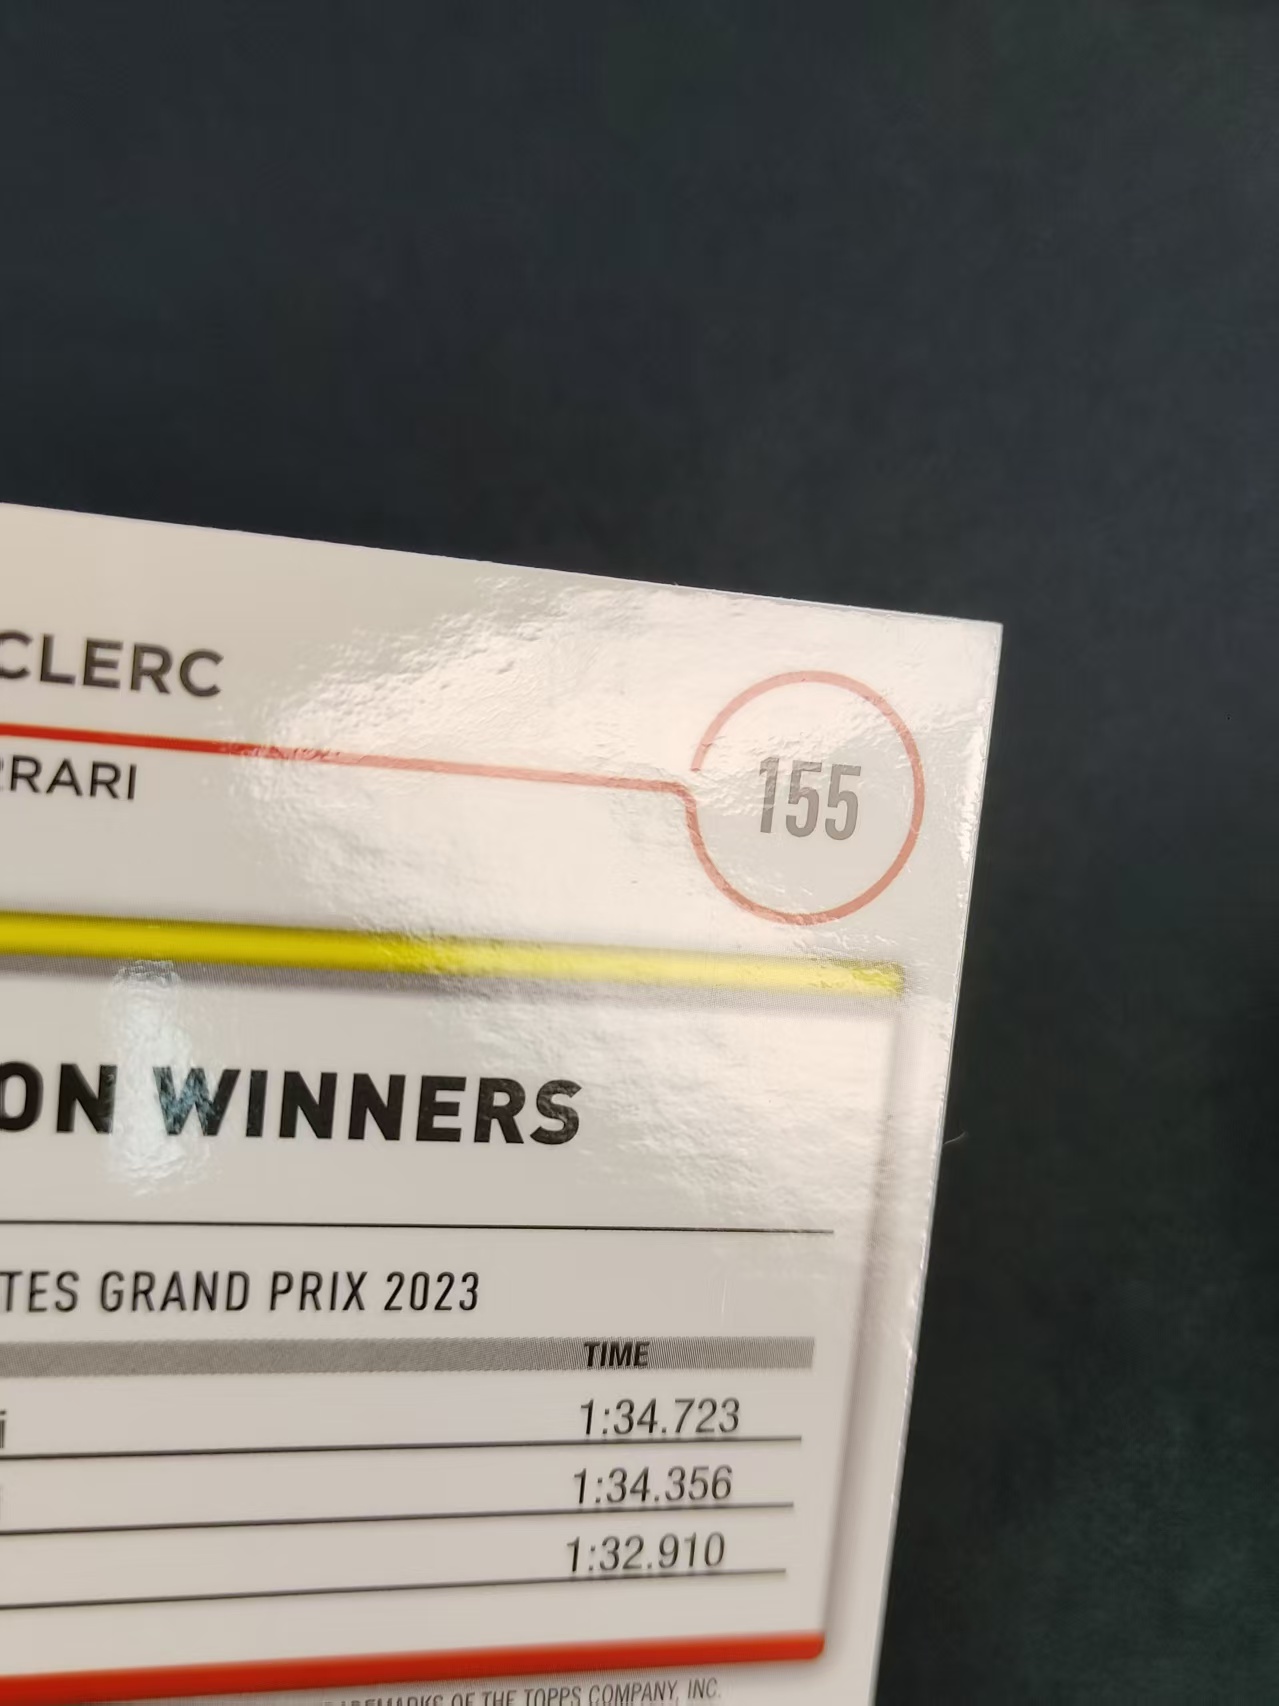 CLERC
155
RRARI
ON WINNERS
TES GRAND PRIX 2023
TIME
1:34.723
1:34.356
1:32.910
OF THE TOPPS COMPANY, INC.